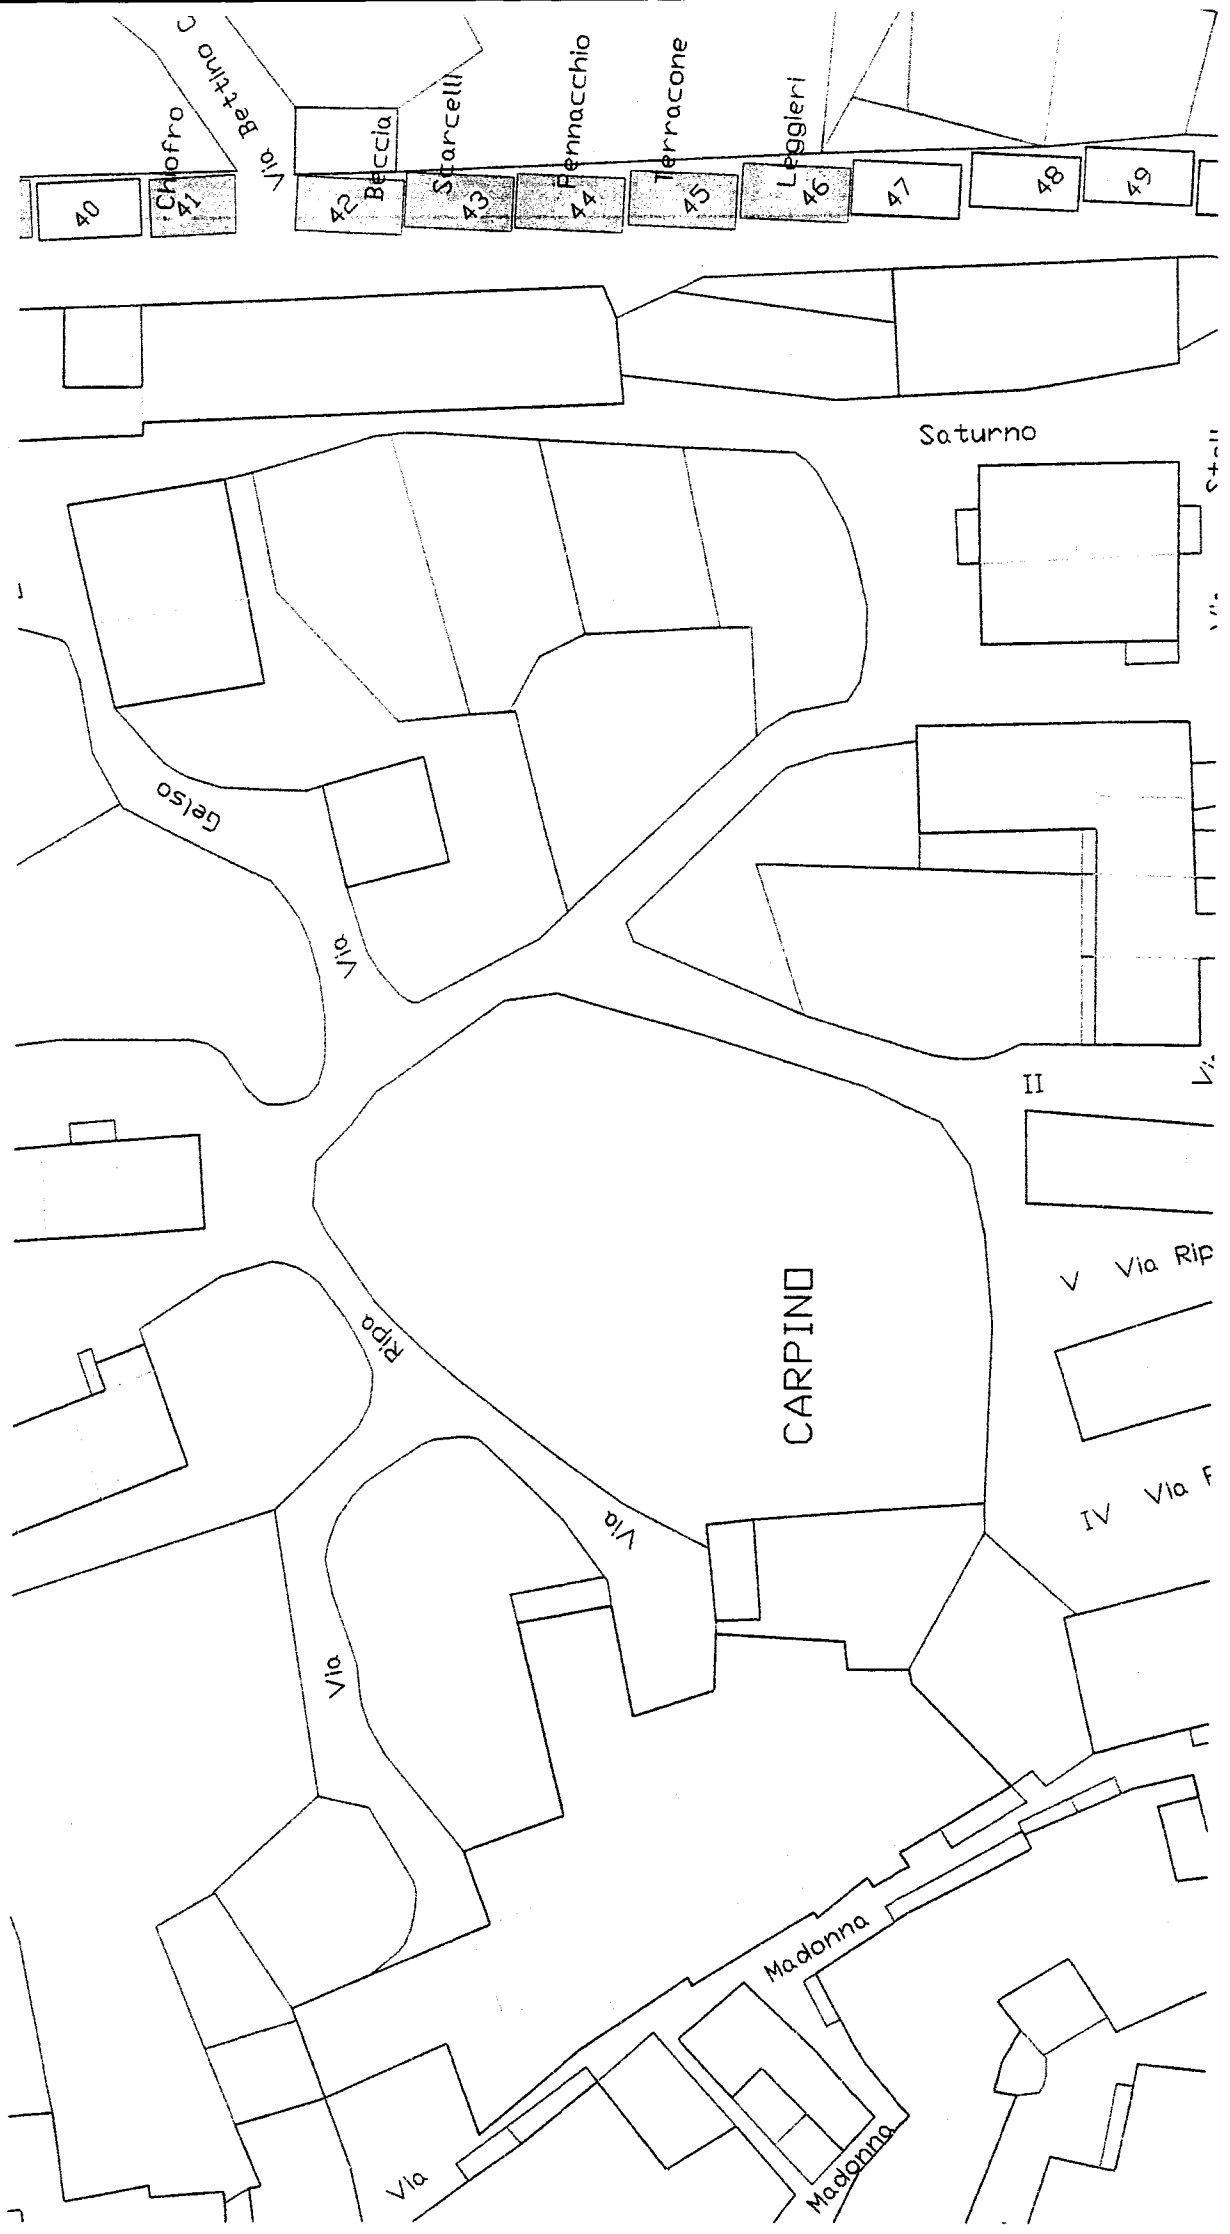 Via Bettino C
Chiofro
Beccia
Scarcelli
Pennacchio
Terracone
Leggieri
40
41
42
43
44
45
46
47
48
49
Saturno
Gelso
Via
II
V Via Rip
CARPINO
Ripa
IV Via
Via
Via
Madonna
Via
Madonna